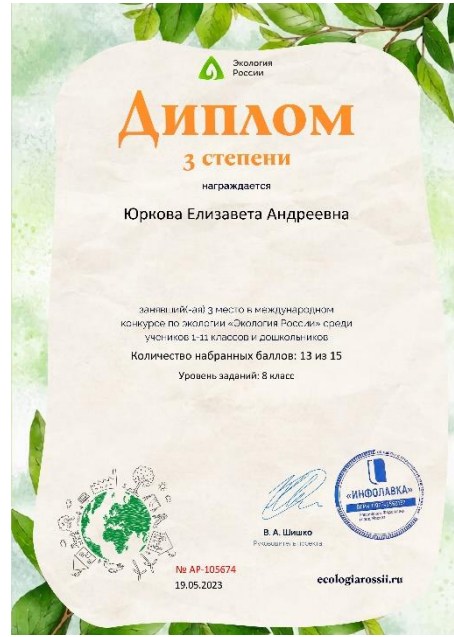 Экология
России
Диплом
3 степени
награждается
Юркова Елизавета Андреевна
занявший(-ая) 3 место в международном
конкурсе по экологии «Экология России» среди
учеников 1-11 классов и дошкольников
Количество набранных баллов: 13 из 15
Уровень заданий: 8 класс
«ИНФОЛАВКА»
В. А. Шишко
Руководитель проекта
№ АР-105674
19.05.2023
ecologiarossii.ru